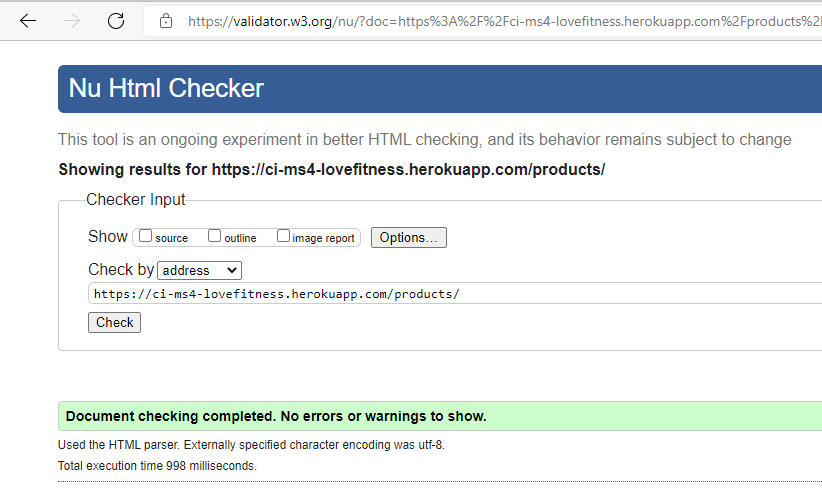 https://validator.w3.org/nu/?doc=https%3A%2F%2Fci-ms4-lovefitness.herokuapp.com%2Fproducts%2
Nu Html Checker
This tool is an ongoing experiment in better HTML checking, and its behavior remains subject to change
Showing results for https://ci-ms4-lovefitness.herokuapp.com/products/
Checker Input
Show source outline image report Options...
Check by address
https://ci-ms4-lovefitness.herokuapp.com/products/
Check
Document checking completed. No errors or warnings to show.
Used the HTML parser. Externally specified character encoding was utf-8.
Total execution time 998 milliseconds.